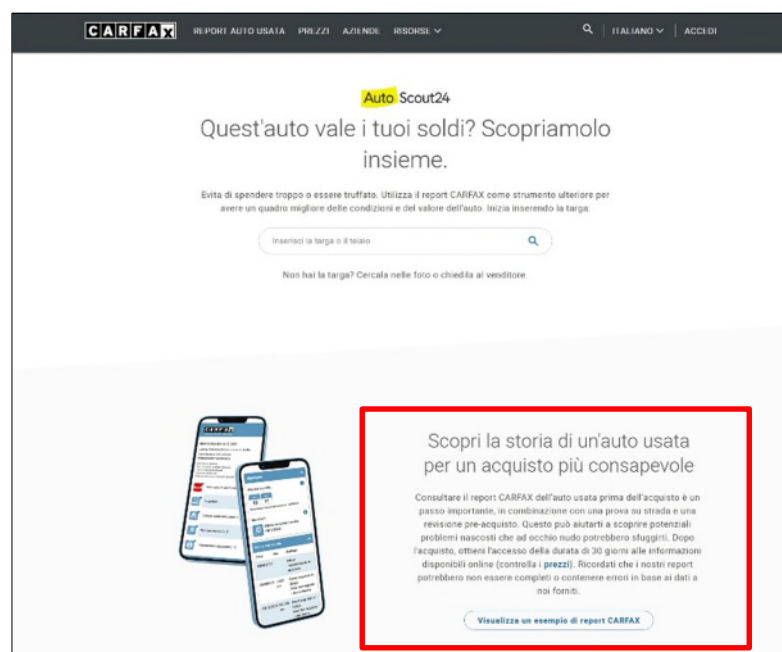 CARFAX REPORT AUTO USATA PREZZI AZIENDE RISORSE ITALIANO ACCEDI
Auto Scout24
Quest'auto vale i tuoi soldi? Scopriamolo
insieme.
Evita di spendere troppo o essere truffato. Utilizza il report CARFAX come strumento ulteriore per
avere un quadro migliore delle condizioni e del valore dell'auto. Inizia inserendo la targa:
Inserisci la targa o il telaio
Non hai la targa? Cercala nelle foto o chiedila al venditore.
CARFAX
Scopri la storia di un'auto usata
per un acquisto più consapevole
Consultare il report CARFAX dell'auto usata prima dell'acquisto è un
passo importante, in combinazione con una prova su strada e una
revisione pre-acquisto. Questo può aiutarti a scoprire potenziali
problemi nascosti che ad occhio nudo potrebbero sfuggirti. Dopo
l'acquisto, ottieni l'accesso della durata di 30 giorni alle informazioni
disponibili online (controlla i prezzi). Ricordati che i nostri report
potrebbero non essere completi o contenere errori in base ai dati a
noi forniti.
Visualizza un esempio di report CARFAX